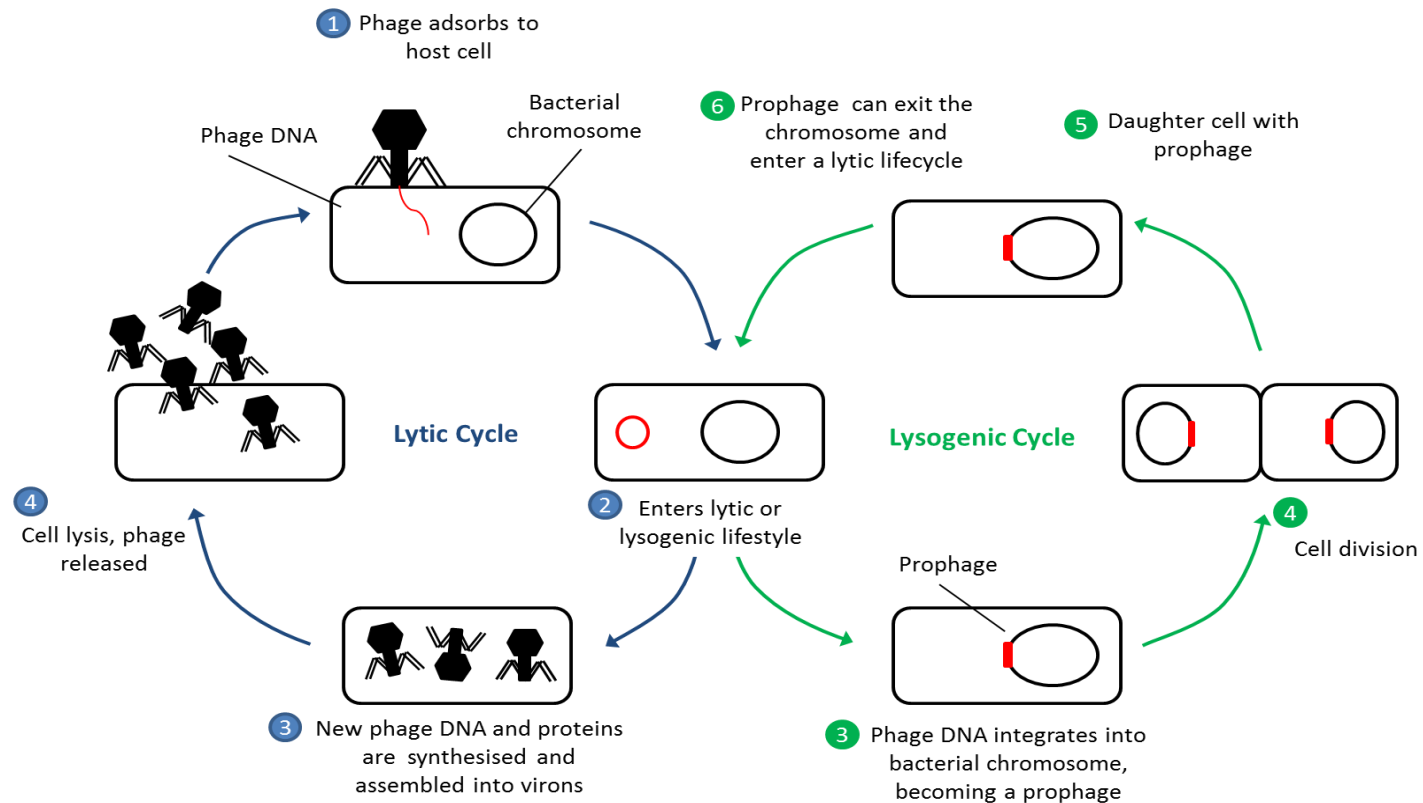 1 Phage adsorbs to
host cell
Phage DNA
Bacterial
chromosome
6 Prophage can exit the
chromosome and
enter a lytic lifecycle
5 Daughter cell with
prophage
Lytic Cycle
Lysogenic Cycle
2 Enters lytic or
lysogenic lifestyle
4
Cell lysis, phage
released
4
Cell division
Prophage
3 New phage DNA and proteins
are synthesised and
assembled into virons
3 Phage DNA integrates into
bacterial chromosome,
becoming a prophage